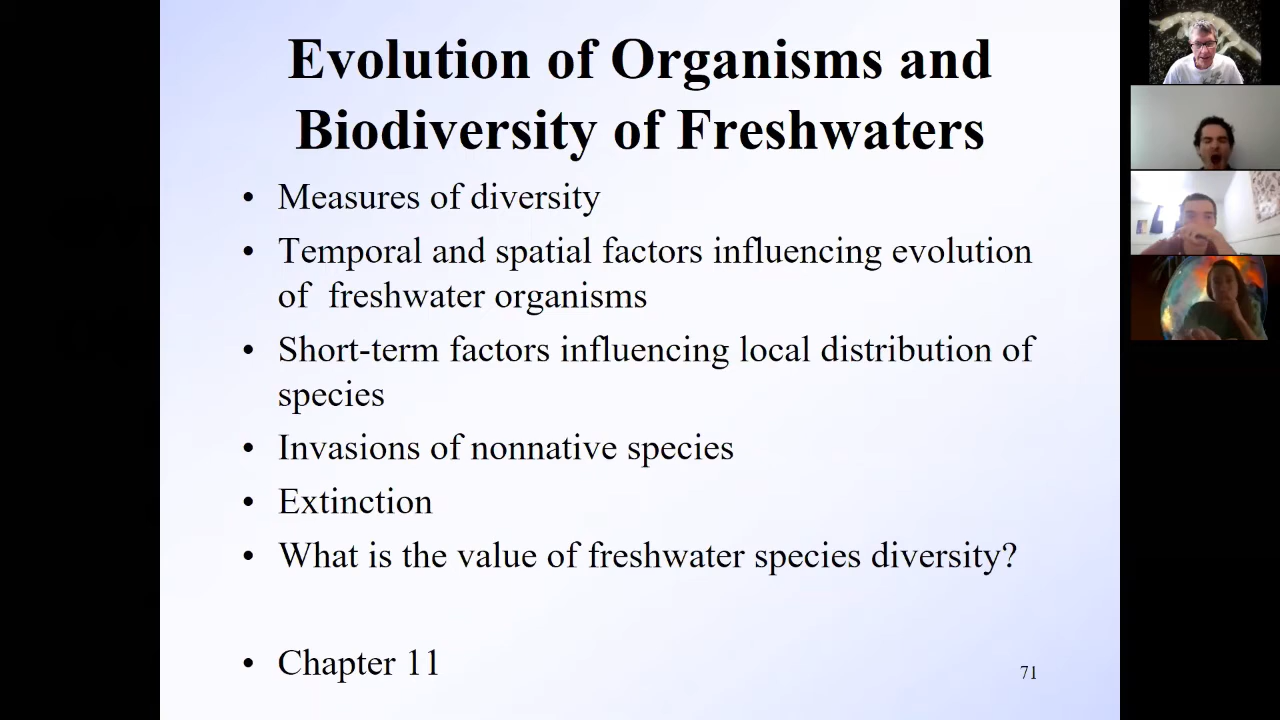 Evolution of Organisms and
Biodiversity of Freshwaters
• Measures of diversity
• Temporal and spatial factors influencing evolution
of  freshwater organisms
• Short-term factors influencing local distribution of
species
• Invasions of nonnative species
• Extinction
• What is the value of freshwater species diversity?
• Chapter 11
71